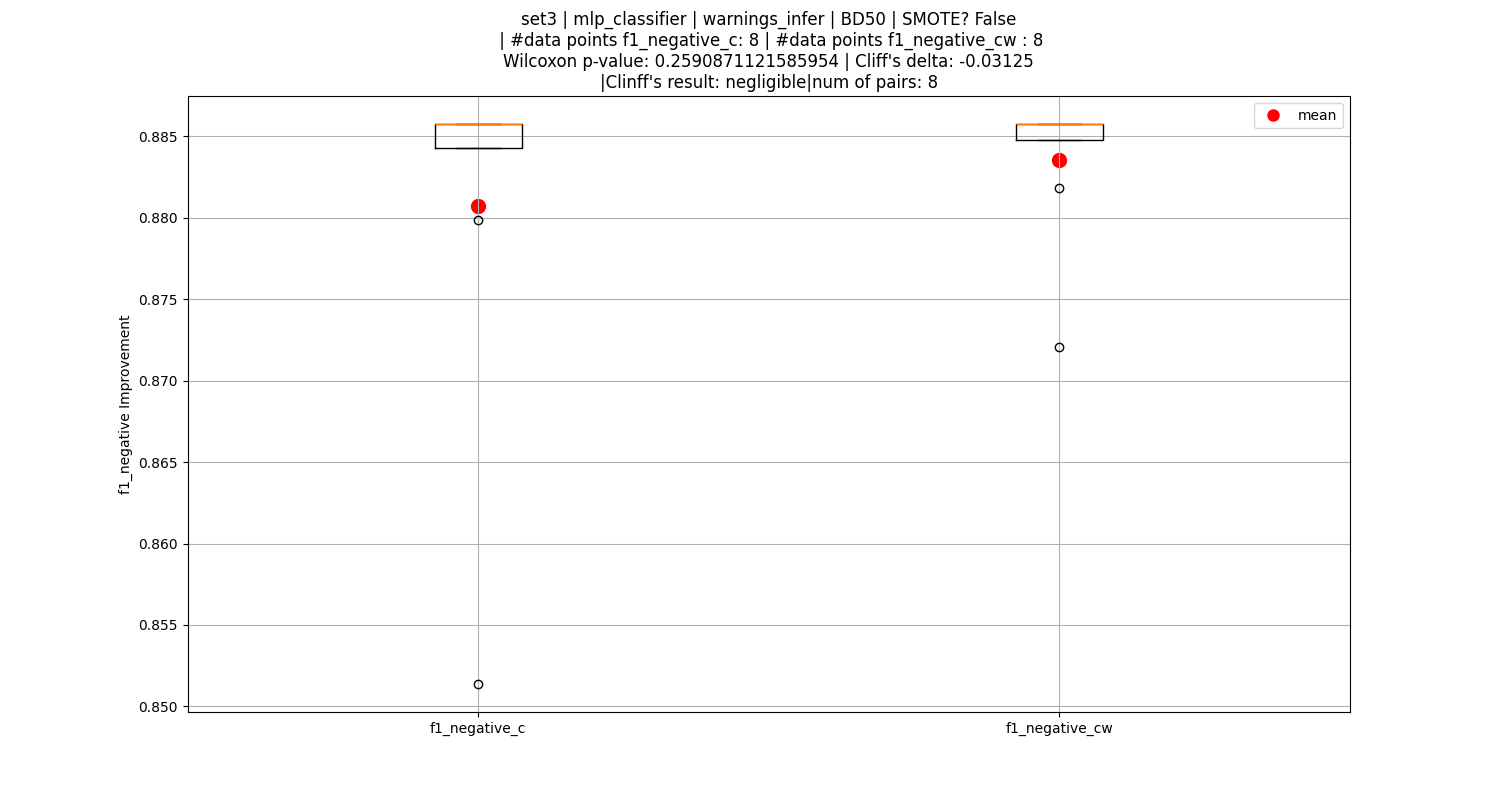 set3 | mlp_classifier | warnings_infer | BD50 | SMOTE? False
| #data points f1_negative_c: 8 | #data points f1_negative_cw : 8
Wilcoxon p-value: 0.2590871121585954 | Cliff's delta: -0.03125
|Clinff's result: negligible|num of pairs: 8
mean
0.885
0.880
0.875
0.870
0.865
0.860
0.855
0.850
f1_negative Improvement
f1_negative_c
f1_negative_cw